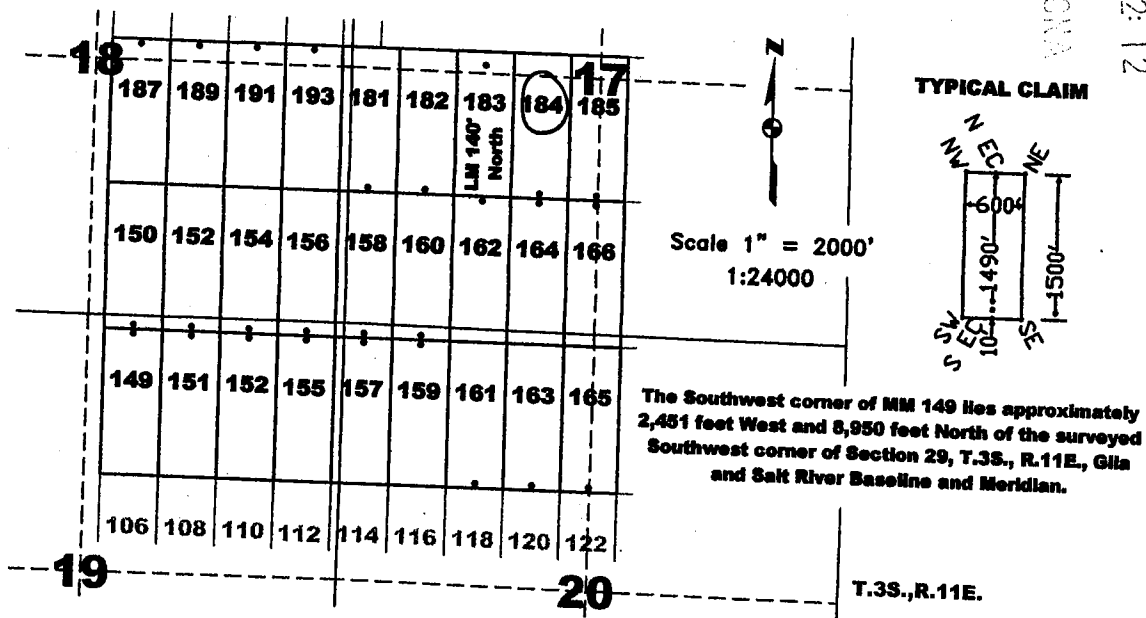 2: 12
18
17
187 189 191 193 181 182 183 184 185
LM 140'
North
150 152 154 156 158 160 162 164 166
149 151 152 155 157 159 161 163 165
106 108 110 112 114 116 118 120 122
19
20
N
Scale 1" = 2000'
1:24000
TYPICAL CLAIM
NW
N EC
NE
600'
1490'
1500'
10'
SW
S EC
SE
The Southwest corner of MM 149 lies approximately
2,451 feet West and 8,950 feet North of the surveyed
Southwest corner of Section 29, T.3S., R.11E., Gila
and Salt River Baseline and Meridian.
T.3S.,R.11E.